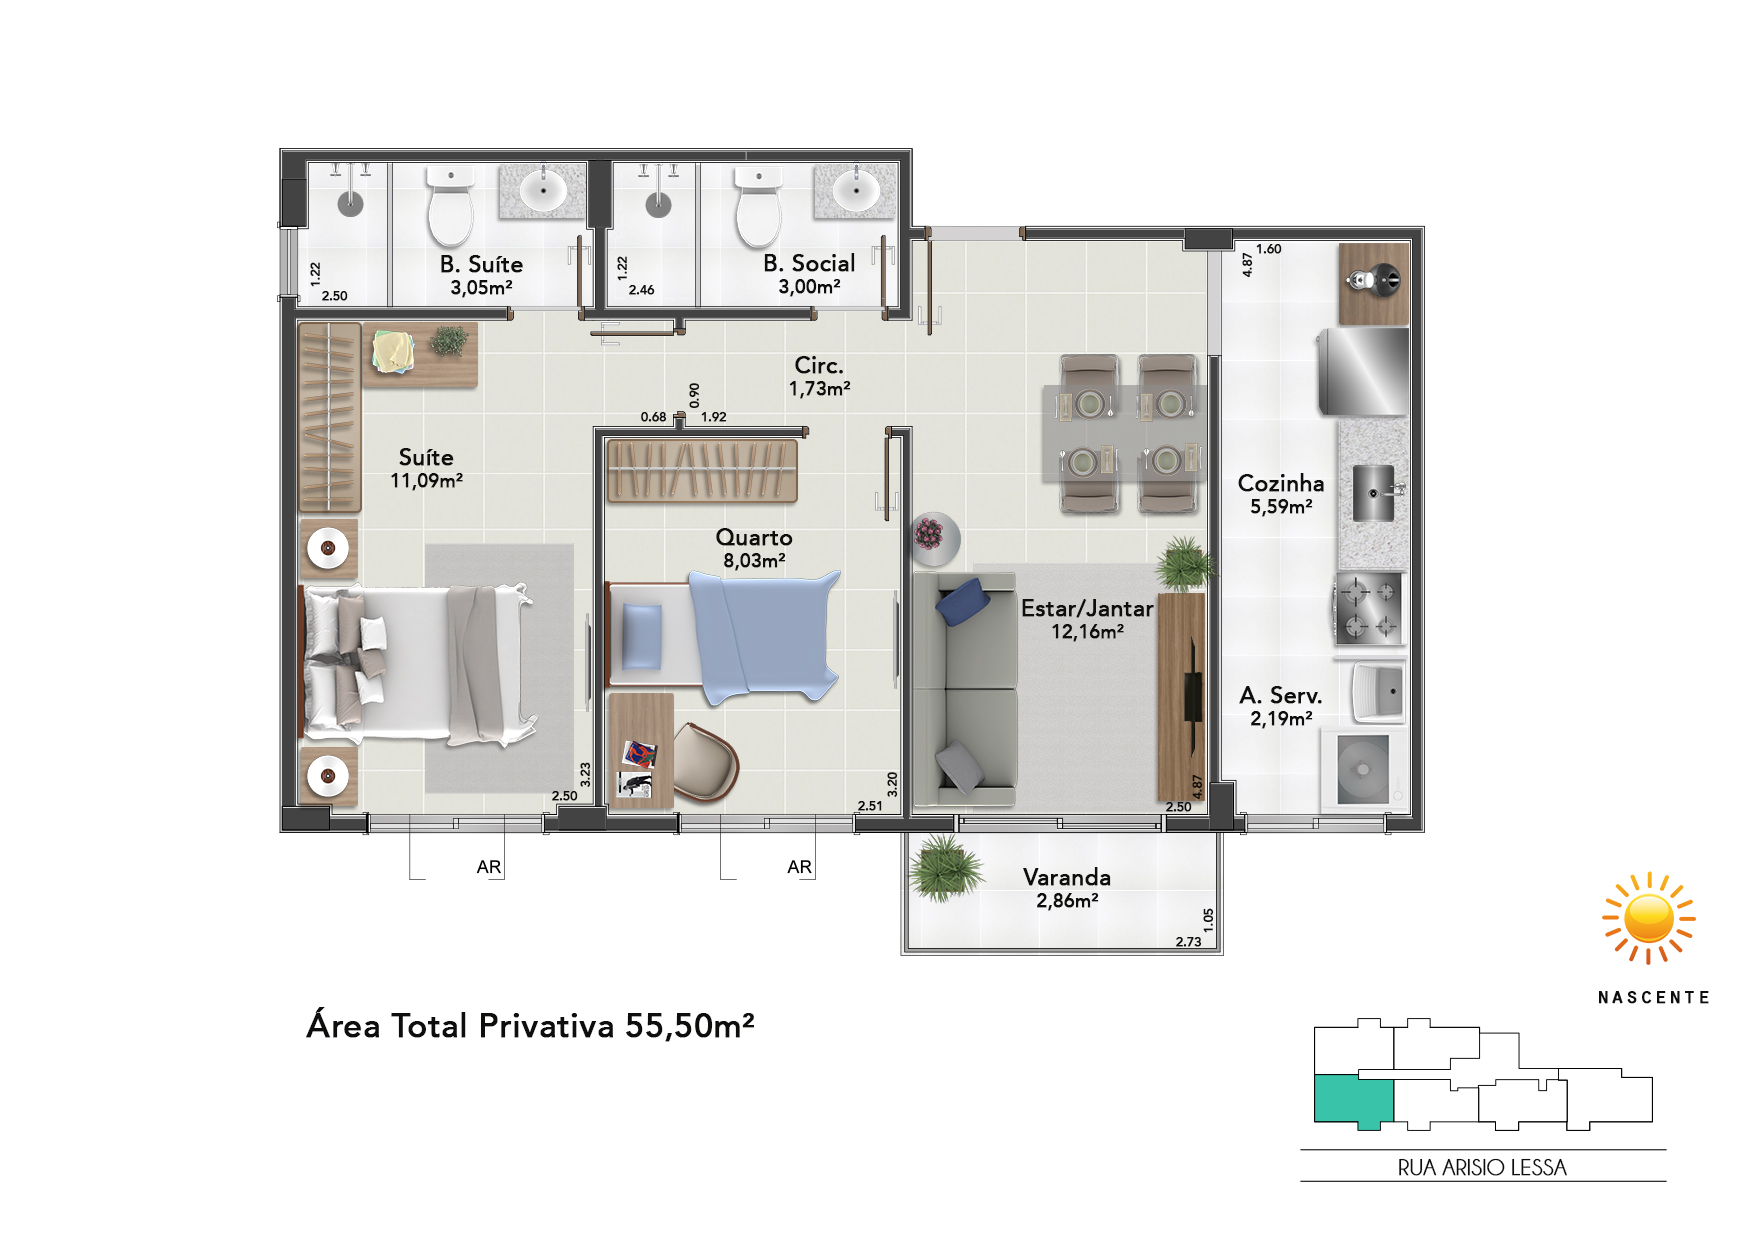 B. Suíte
3,05m²
1.22
2.50
B. Social
3,00m²
1.22
2.46
1.60
4.87
Circ.
1,73m²
0.90
0.68
1.92
Suíte
11,09m²
Quarto
8,03m²
Cozinha
5,59m²
Estar/Jantar
12,16m²
A. Serv.
2,19m²
3.23
2.50
3.20
2.51
4.87
2.50
AR
AR
Varanda
2,86m²
1.05
2.73
NASCENTE
Área Total Privativa 55,50m²
RUA ARISIO LESSA